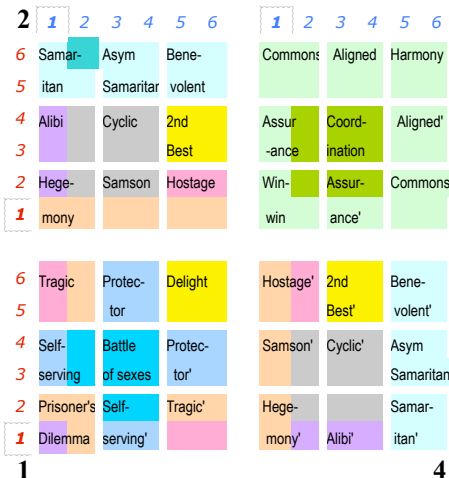 2 1 2 3 4 5 6 1 2 3 4 5 6
6 Samar- Asym Bene- Commons Aligned Harmony
5 itan Samaritan volent
4 Alibi Cyclic 2nd Assur Coord- Aligned'
3 Best -ance ination
2 Hege- Samson Hostage Win- Assur- Commons
1 mony win ance'
6 Tragic Protec- Delight Hostage' 2nd Bene-
5 tor Best' volent'
4 Self- Battle Protec- Samson' Cyclic' Asym
3 serving of sexes tor' Samaritan
2 Prisoner's Self- Tragic' Hege- Samar-
1 Dilemma serving' mony' Alibi' itan'
1 4